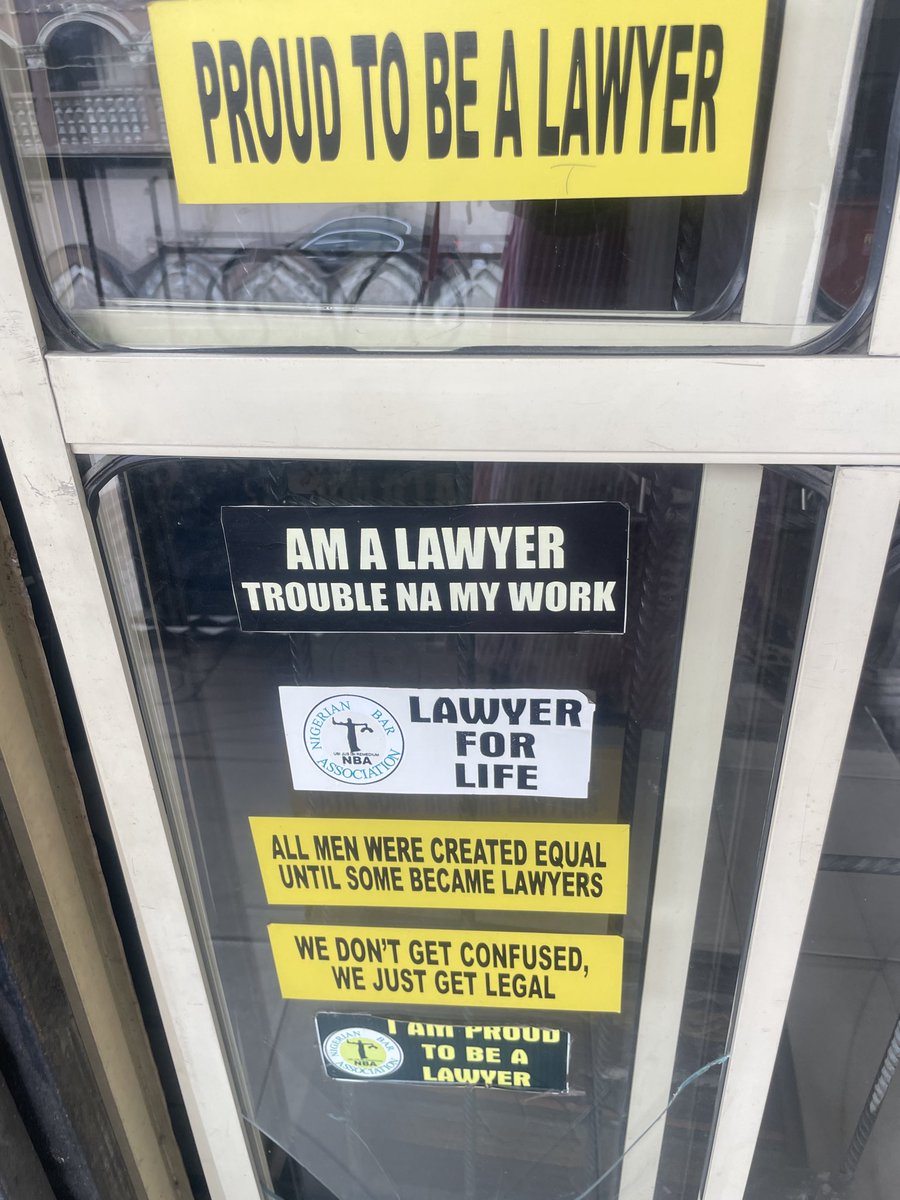 PROUD TO BE A LAWYER
AM A LAWYER
TROUBLE NA MY WORK
NIGERIAN BAR ASSOCIATION
NBA
LAWYER
FOR
LIFE
ALL MEN WERE CREATED EQUAL
UNTIL SOME BECAME LAWYERS
WE DON'T GET CONFUSED,
WE JUST GET LEGAL
NIGERIAN BAR ASSOCIATION
NBA
I AM PROUD
TO BE A
LAWYER